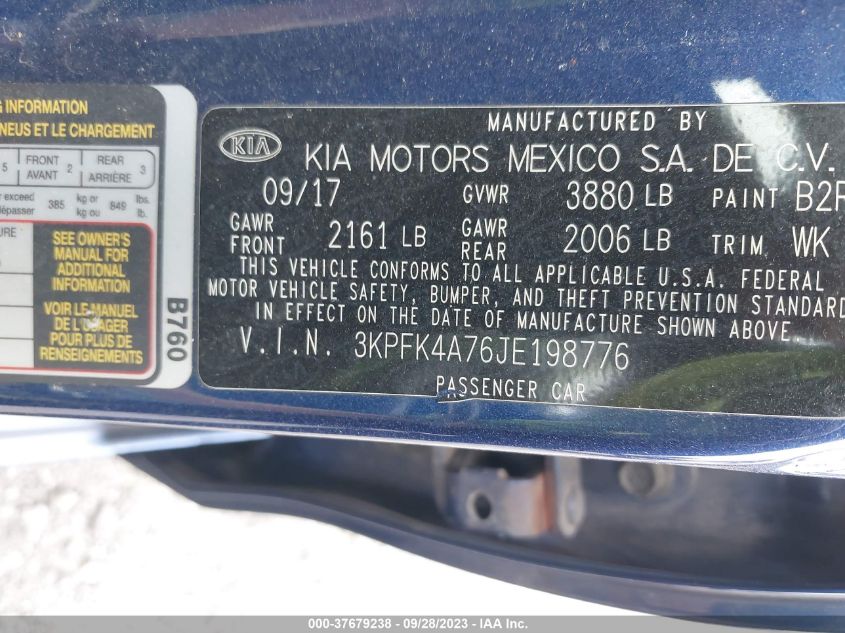 G INFORMATION
NEUS ET LE CHARGEMENT
5 FRONT AVANT 2 REAR ARRIÈRE 3
exceed dépasser 385 kg or kg ou 849 lbs. lb.
URE
SEE OWNER'S
MANUAL FOR
ADDITIONAL
INFORMATION
VOIR LE MANUEL
DE L'USAGER
POUR PLUS DE
RENSEIGNEMENTS
B760
MANUFACTURED BY
KIA KIA MOTORS MEXICO S.A. DE C.V.
09/17 GVWR 3880 LB PAINT B2R
GAWR FRONT 2161 LB GAWR REAR 2006 LB TRIM WK
THIS VEHICLE CONFORMS TO ALL APPLICABLE U.S.A. FEDERAL
MOTOR VEHICLE SAFETY, BUMPER, AND THEFT PREVENTION STANDARD
IN EFFECT ON THE DATE OF MANUFACTURE SHOWN ABOVE.
V.I.N. 3KPFK4A76JE198776
PASSENGER CAR
000-37679238 - 09/28/2023 - IAA Inc.